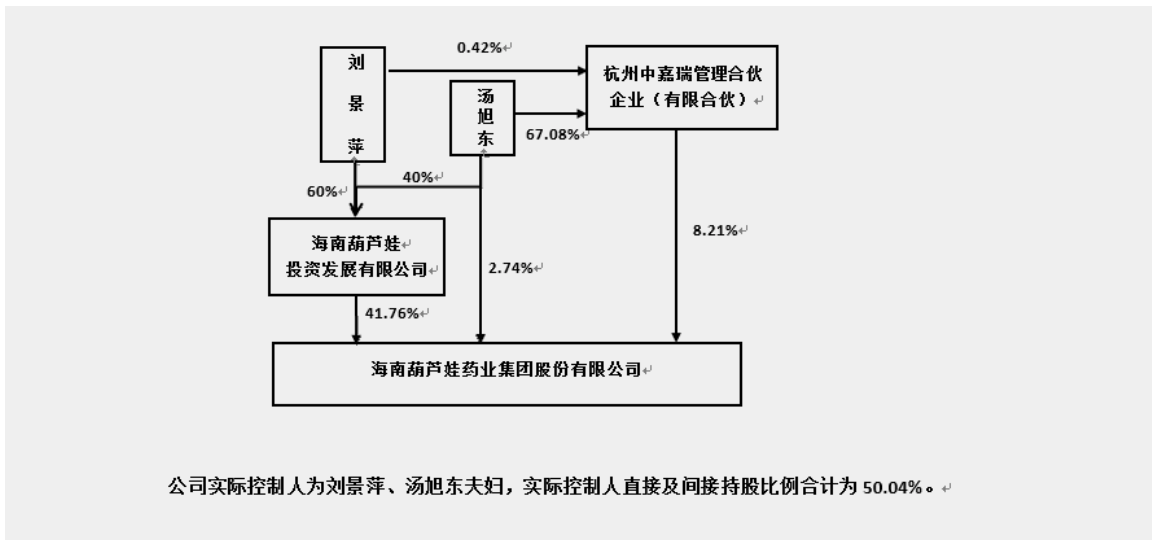 刘
景
萍
0.42%
汤
旭
东
67.08%
杭州中嘉瑞管理合伙
企业（有限合伙）
60%
40%
海南葫芦娃
投资发展有限公司
8.21%
2.74%
41.76%
海南葫芦娃药业集团股份有限公司
公司实际控制人为刘景萍、汤旭东夫妇，实际控制人直接及间接持股比例合计为 50.04%。